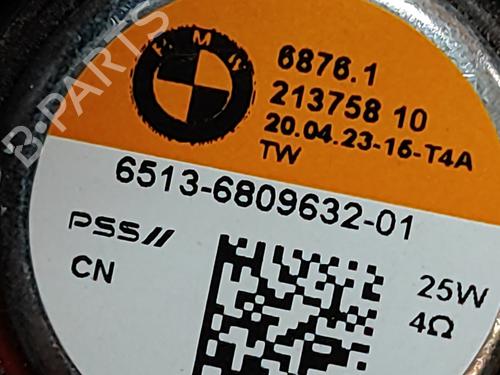 B-PARTS
BMW
6876.1
213758 10
20.04.23-16-T4A
TW
6513-6809632-01
PSS//
CN
25W
4Ω